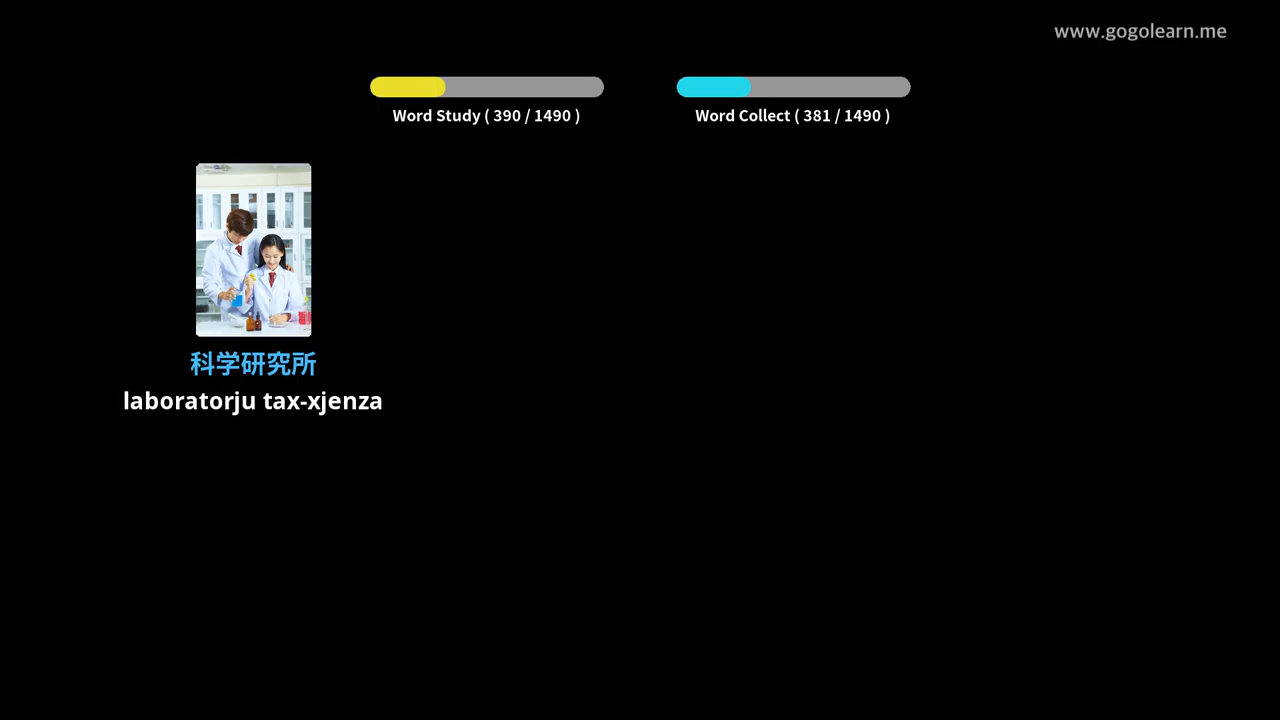 www.gogolearn.me
Word Study ( 390 / 1490 )
Word Collect ( 381 / 1490 )
科学研究所
laboratorju tax-xjenza